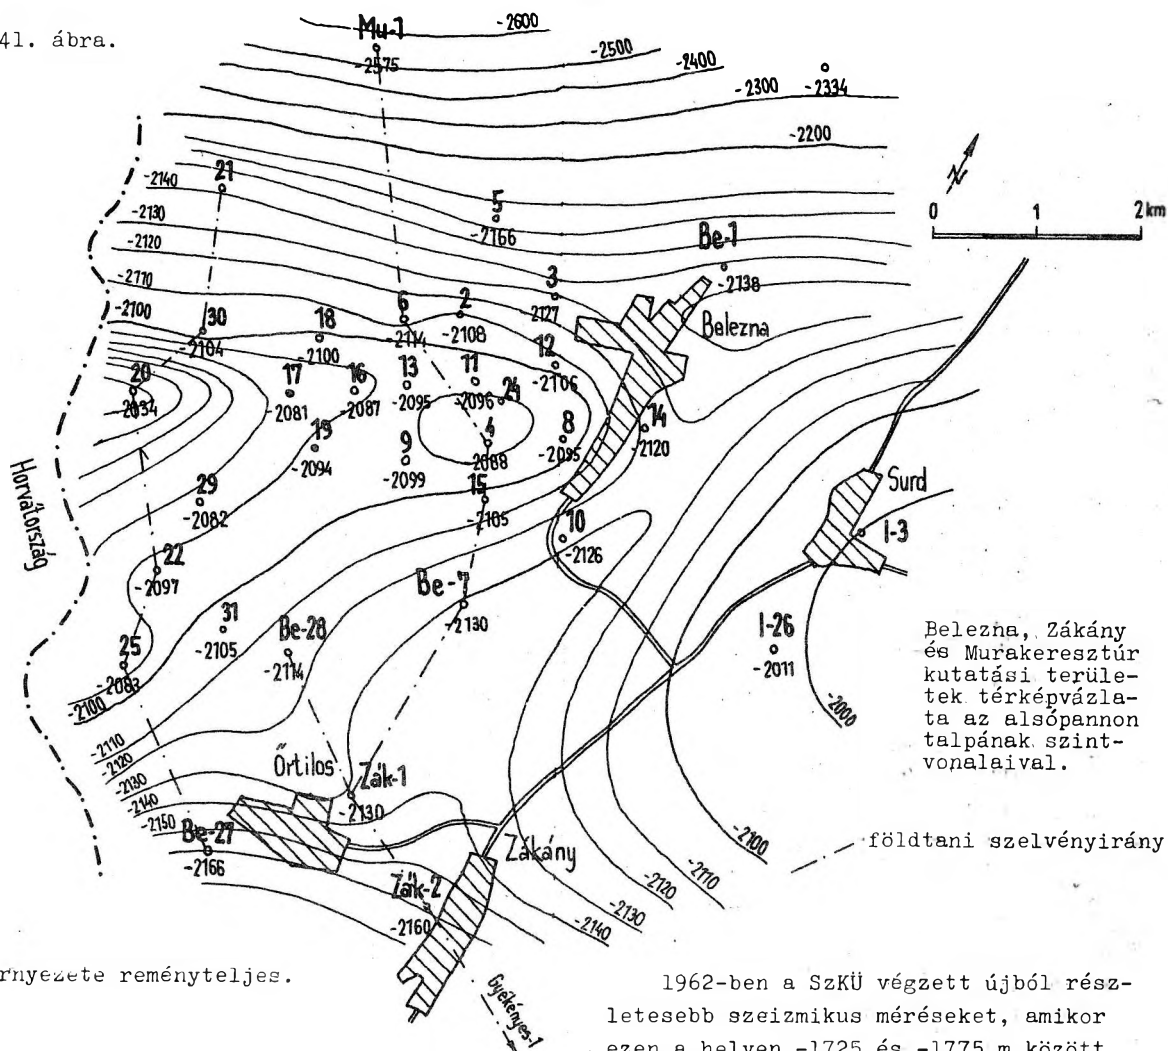 41. ábra.
-2600
Mu-1
-2575
-2500
-2400
-2300
-2334
-2200
N
0 1 2 km
21
-2140
5
-2166
Be-1
-2138
-2130
-2120
-2110
-2100
3
-2127
6
-2114
2
-2108
Belezna
30
-2104
18
-2100
12
-2106
20
-2034
17
-2081
16
-2087
13
-2095
11
-2096
24
19
-2094
9
-2099
4
-2088
8
-2095
14
-2120
Horvátország
29
-2082
15
-2105
10
-2126
Surd
I-3
22
-2097
Be-7
-2130
25
-2083
31
-2105
Be-28
-2114
I-26
-2011
-2000
Belezna, Zákány
és Murakeresztúr
kutatási terüle-
tek térképvázla-
ta az alsópannon
talpának szint-
vonalaival.
-2100
-2110
-2120
-2130
-2140
-2150
Őrtilos
Zák-1
-2130
Be-27
-2166
Zákány
Zák-2
-2160
-2100
-2110
-2120
-2130
-2140
földtani szelvényirány
Gyékényes-1
rnyezete reményteljes.
1962-ben a SzKÜ végzett újból rész-
letesebb szeizmikus méréseket, amikor
ezen a helyen -1725 és -1775 m között